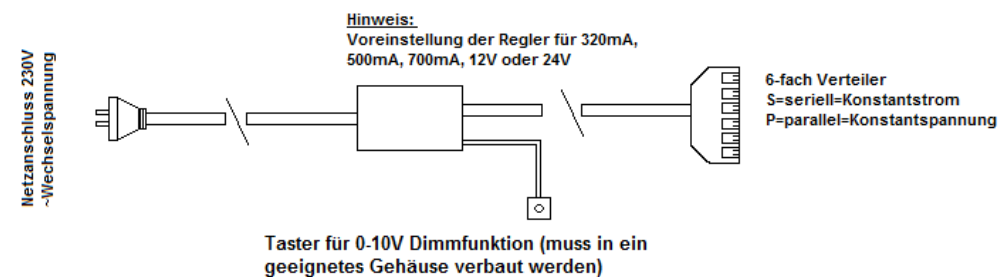 Hinweis:
Voreinstellung der Regler für 320mA,
500mA, 700mA, 12V oder 24V
Netzanschluss 230V
~Wechselspannung
6-fach Verteiler
S=seriell=Konstantstrom
P=parallel=Konstantspannung
Taster für 0-10V Dimmfunktion (muss in ein
geeignetes Gehäuse verbaut werden)